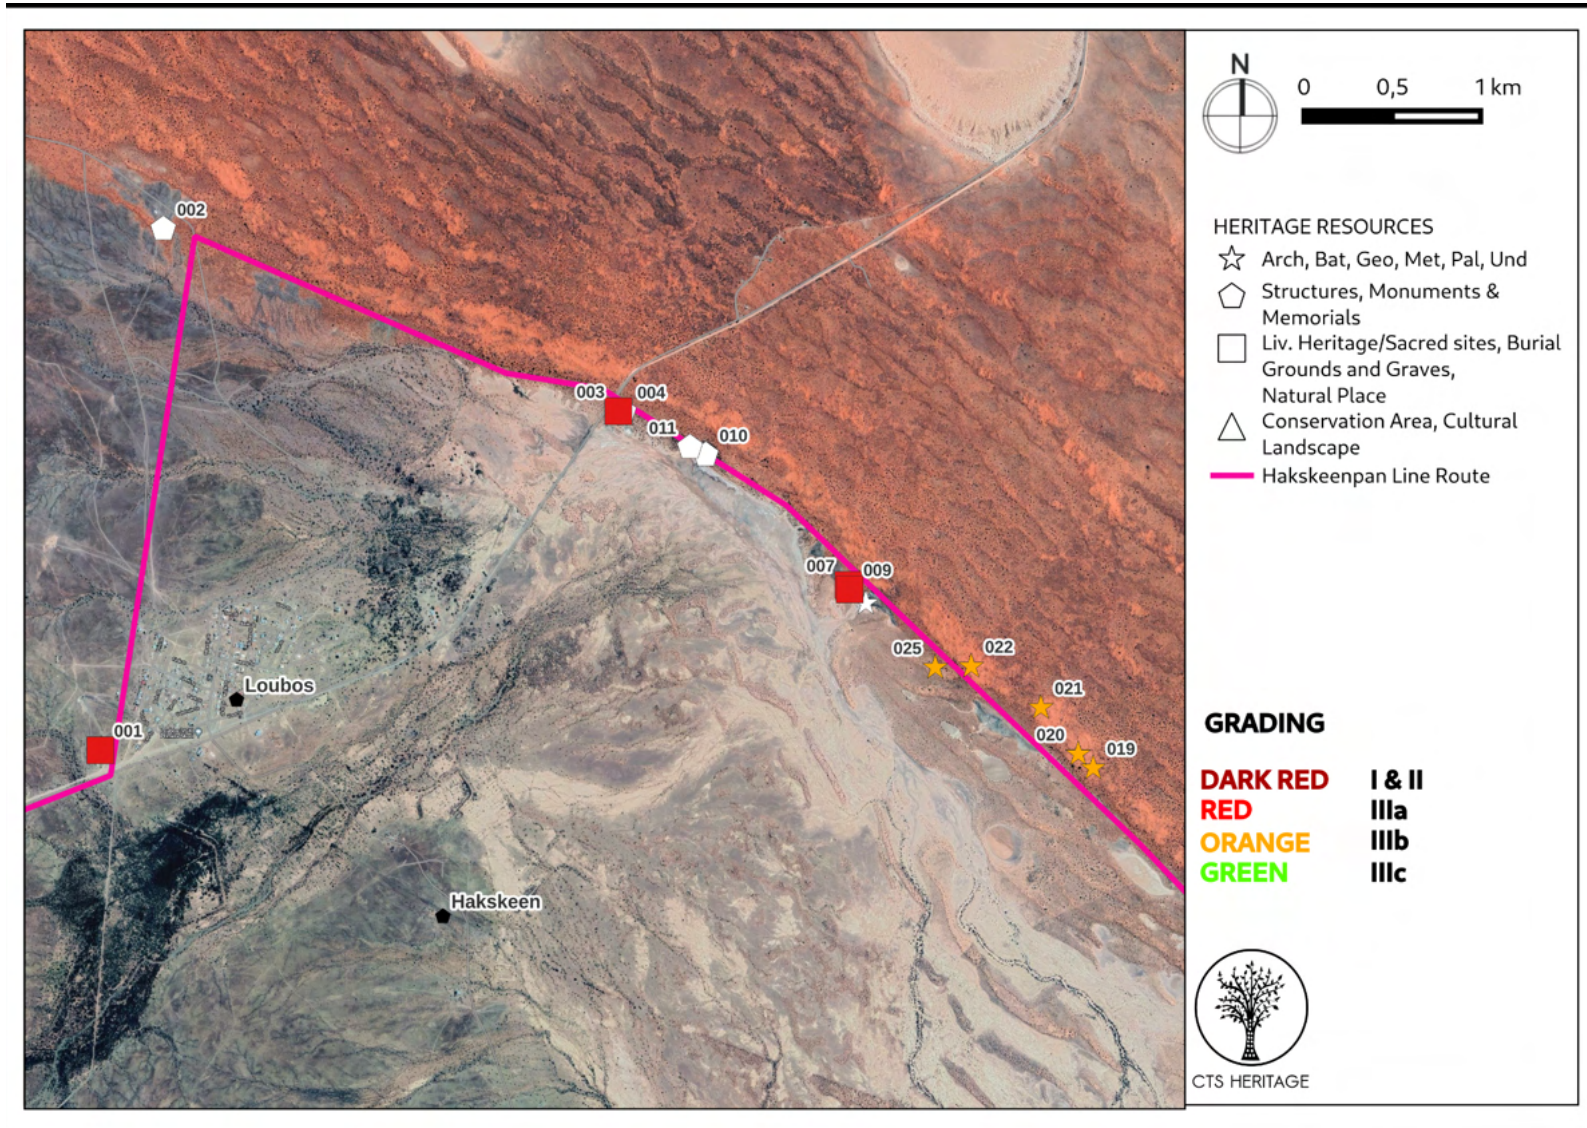 N
0 0,5 1 km
HERITAGE RESOURCES
Arch, Bat, Geo, Met, Pal, Und
Structures, Monuments &
Memorials
Liv. Heritage/Sacred sites, Burial
Grounds and Graves,
Natural Place
Conservation Area, Cultural
Landscape
Hakskeenpan Line Route
GRADING
DARK RED I & II
RED IIIa
ORANGE IIIb
GREEN IIIc
CTS HERITAGE
002
003
004
011
010
007
009
025
022
021
020
019
Loubos
001
Hakskeen